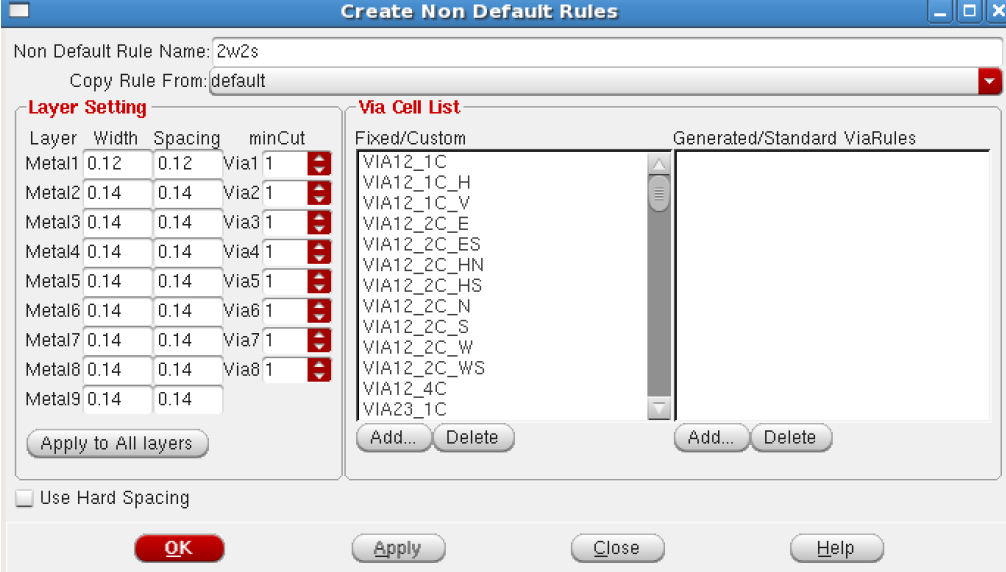 Create Non Default Rules
Non Default Rule Name: 2w2s
Copy Rule From: default
Layer Setting
Layer Width Spacing minCut
Metal1 0.12 0.12 Via1 1
Metal2 0.14 0.14 Via2 1
Metal3 0.14 0.14 Via3 1
Metal4 0.14 0.14 Via4 1
Metal5 0.14 0.14 Via5 1
Metal6 0.14 0.14 Via6 1
Metal7 0.14 0.14 Via7 1
Metal8 0.14 0.14 Via8 1
Metal9 0.14 0.14
Apply to All layers
Via Cell List
Fixed/Custom
VIA12_1C
VIA12_1C_H
VIA12_1C_V
VIA12_2C_E
VIA12_2C_ES
VIA12_2C_HN
VIA12_2C_HS
VIA12_2C_N
VIA12_2C_S
VIA12_2C_W
VIA12_2C_WS
VIA12_4C
VIA23_1C
Add... Delete
Generated/Standard ViaRules
Add... Delete
Use Hard Spacing
OK Apply Close Help